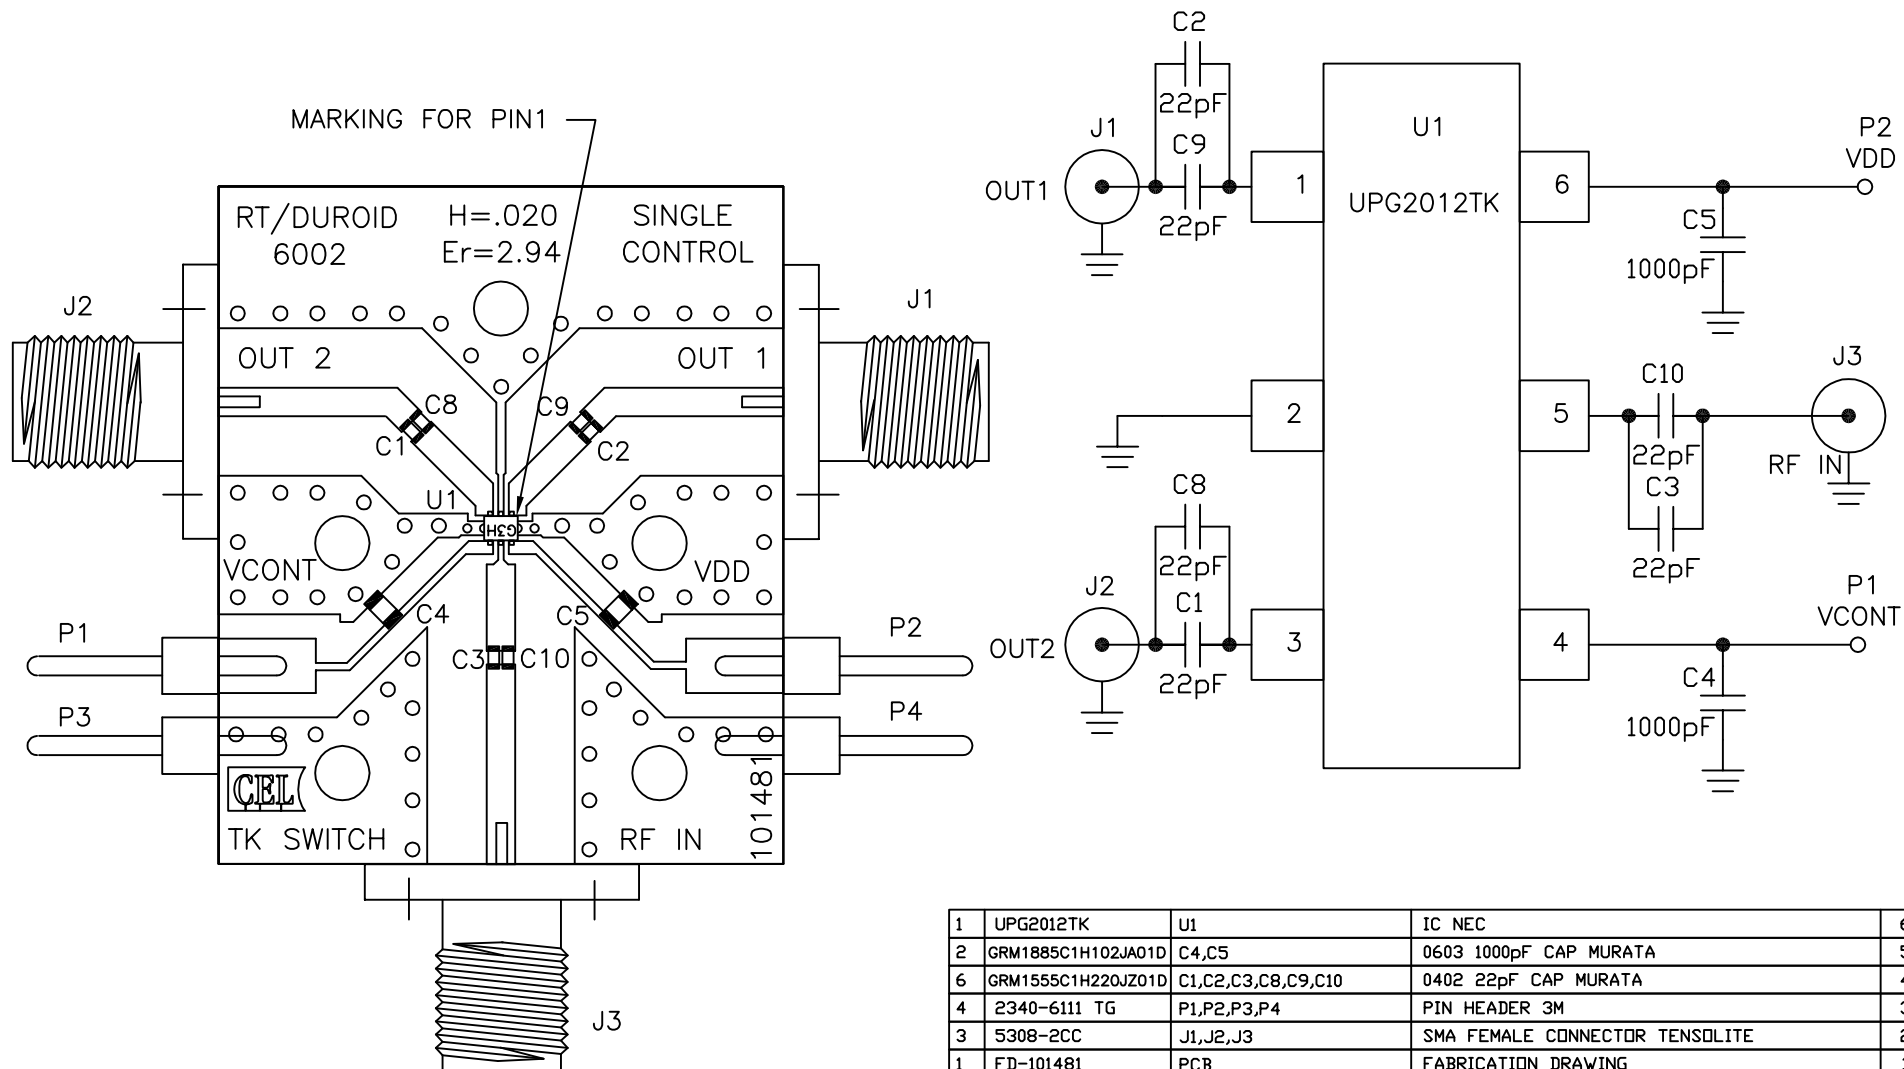 MARKING FOR PIN1
RT/DUROID
6002
H=.020
Er=2.94
SINGLE
CONTROL
J2
J1
OUT 2
OUT 1
C8
C9
C1
C2
U1
G3H
VCONT
VDD
C4
C5
P1
P2
C3
C10
P3
P4
CEL
TK SWITCH
RF IN
101481
J3
C2
22pF
J1
C9
OUT1
22pF
1
U1
UPG2012TK
6
P2
VDD
C5
1000pF
2
5
C10
22pF
J3
RF IN
C3
22pF
C8
22pF
J2
C1
OUT2
22pF
3
4
P1
VCONT
C4
1000pF
1 UPG2012TK U1 IC NEC 6
2 GRM1885C1H102JA01D C4,C5 0603 1000pF CAP MURATA 5
6 GRM1555C1H220JZ01D C1,C2,C3,C8,C9,C10 0402 22pF CAP MURATA 4
4 2340-6111 TG P1,P2,P3,P4 PIN HEADER 3M 3
3 5308-2CC J1,J2,J3 SMA FEMALE CONNECTOR TENSOLITE 2
1 FD-101481 PCB FABRICATION DRAWING